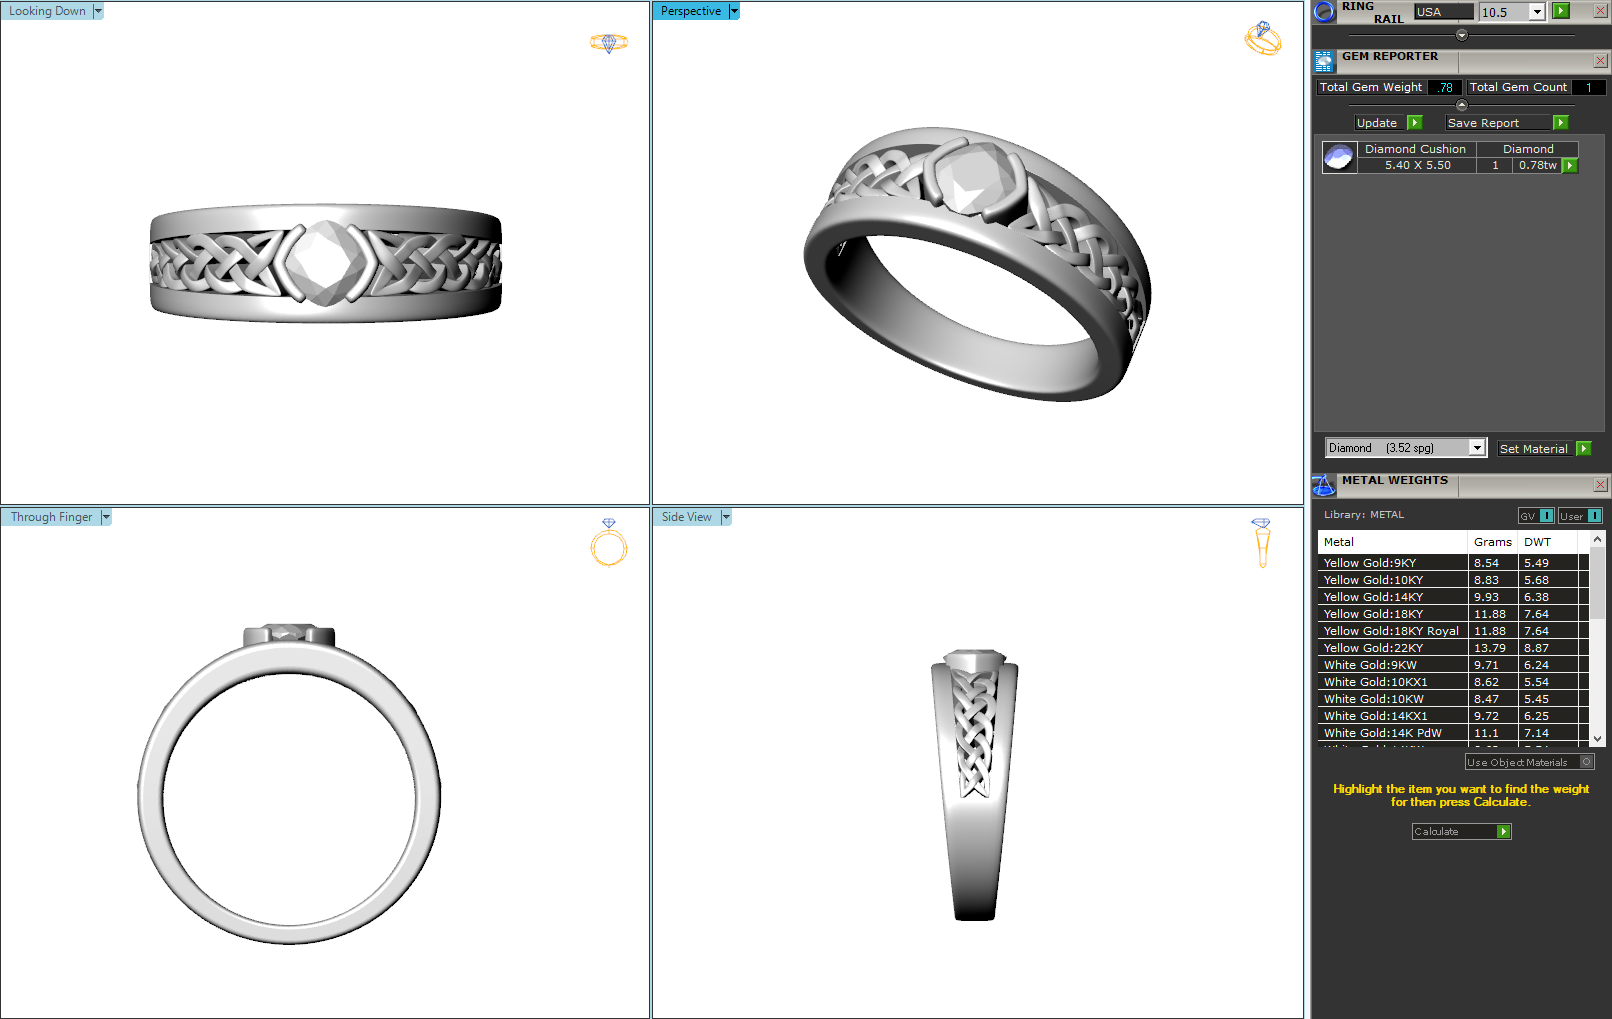 Looking Down
Perspective
Through Finger
Side View
RING
RAIL
USA
10.5
GEM REPORTER
Total Gem Weight .78 Total Gem Count 1
Update Save Report
Diamond Cushion Diamond
5.40 X 5.50 1 0.78tw
Diamond (3.52 spg) Set Material
METAL WEIGHTS
Library: METAL GV User
Metal Grams DWT
Yellow Gold:9KY 8.54 5.49
Yellow Gold:10KY 8.83 5.68
Yellow Gold:14KY 9.93 6.38
Yellow Gold:18KY 11.88 7.64
Yellow Gold:18KY Royal 11.88 7.64
Yellow Gold:22KY 13.79 8.87
White Gold:9KW 9.71 6.24
White Gold:10KX1 8.62 5.54
White Gold:10KW 8.47 5.45
White Gold:14KX1 9.72 6.25
White Gold:14K PdW 11.1 7.14
Use Object Materials
Highlight the item you want to find the weight
for then press Calculate.
Calculate